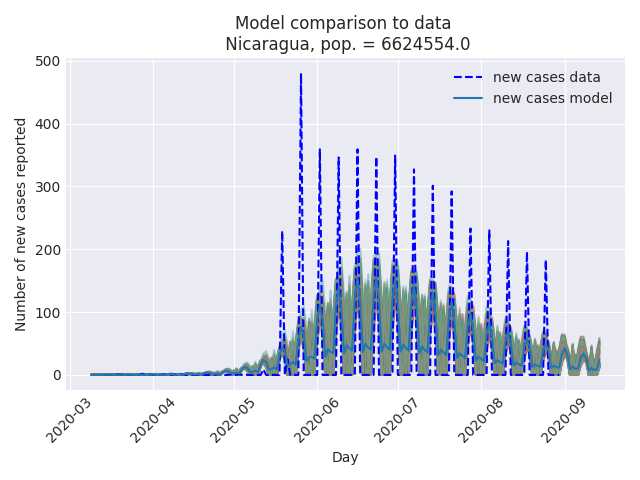 Model comparison to data
Nicaragua, pop. = 6624554.0
500
400
300
200
100
0
Number of new cases reported
new cases data
new cases model
2020-03
2020-04
2020-05
2020-06
2020-07
2020-08
2020-09
Day